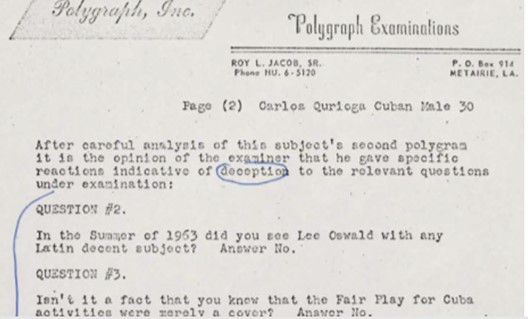 Polygraph, Inc.
Polygraph Examinations
ROY L. JACOB, SR.
Phone HU. 6-5120
P. O. Box 914
METAIRIE, LA.
Page (2) Carlos Qurioga Cuban Male 30
After careful analysis of this subject's second polygram
it is the opinion of the examiner that he gave specific
reactions indicative of deception to the relevant questions
under examination:
QUESTION #2.
In the Summer of 1963 did you see Lee Oswald with any
Latin decent subject? Answer No.
QUESTION #3.
Isn't it a fact that you knew that the Fair Play for Cuba
activities were merely a cover? Answer No.